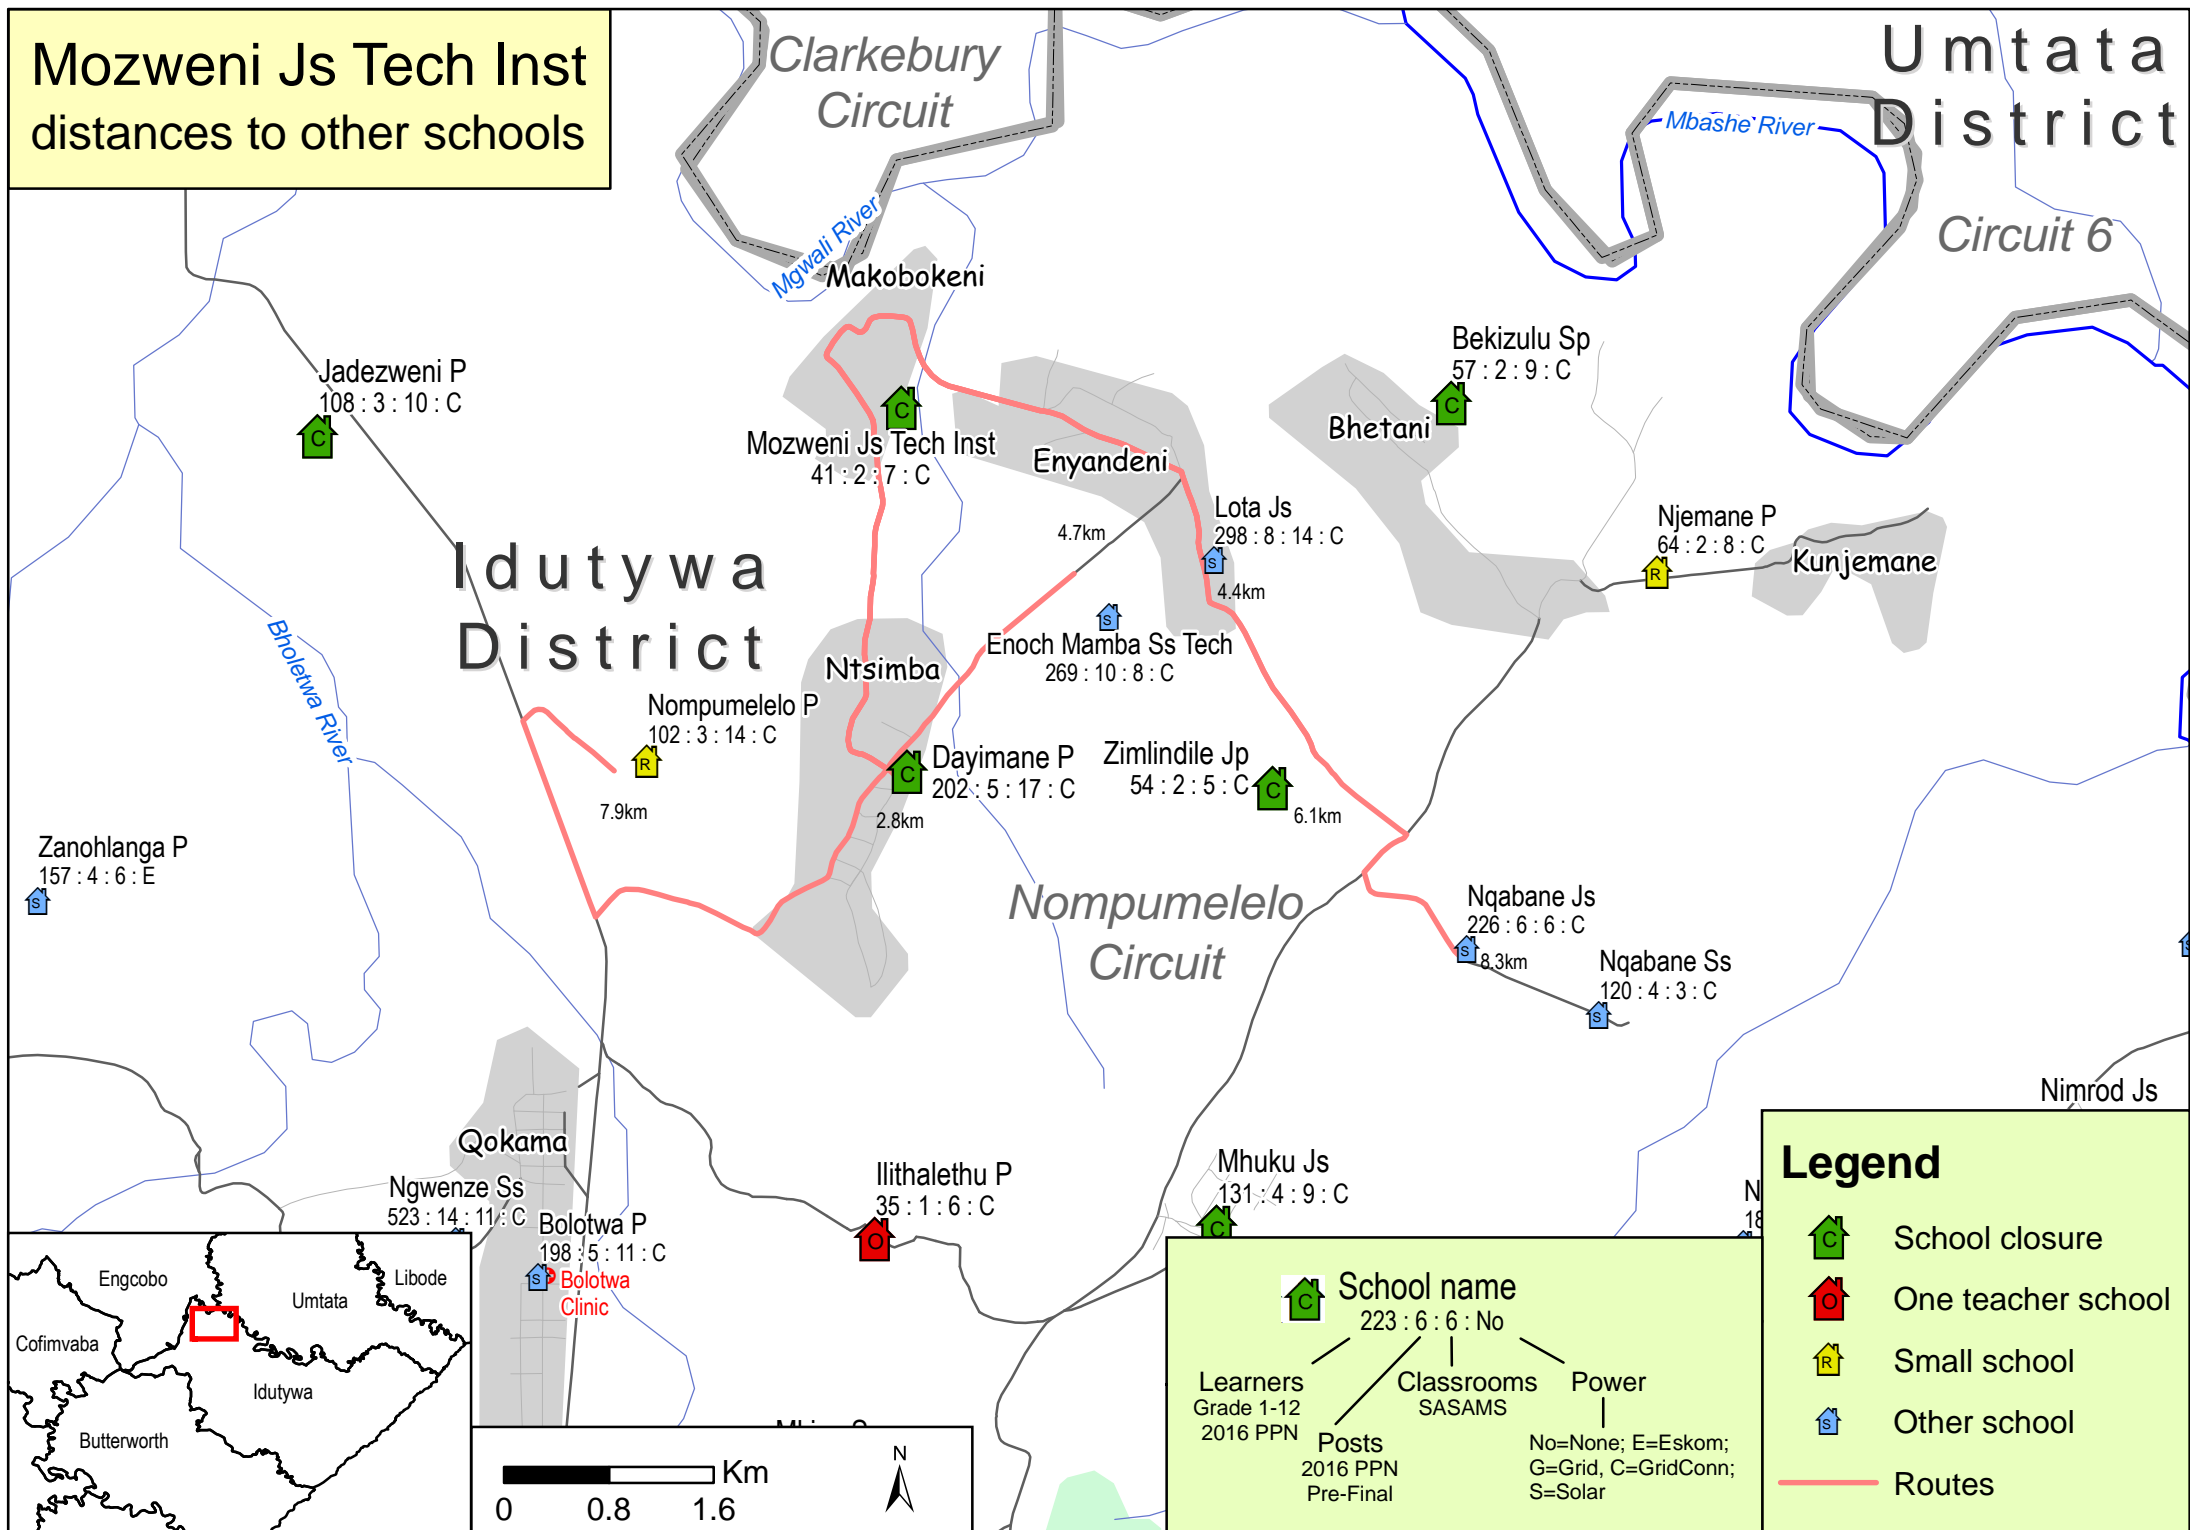 Mozweni Js Tech Inst
distances to other schools
Clarkebury
Circuit
Umtata
District
Mbashe River
Circuit 6
Mgwali River
Makobokeni
Jadezweni P
108 : 3 : 10 : C
Bekizulu Sp
57 : 2 : 9 : C
Bhetani
Mozweni Js Tech Inst
41 : 2 : 7 : C
Enyandeni
Lota Js
298 : 8 : 14 : C
4.7km
4.4km
Njemane P
64 : 2 : 8 : C
Kunjemane
Idutywa
District
Bholetwa River
Enoch Mamba Ss Tech
269 : 10 : 8 : C
Ntsimba
Nompumelelo P
102 : 3 : 14 : C
7.9km
Dayimane P
202 : 5 : 17 : C
2.8km
Zimlindile Jp
54 : 2 : 5 : C
6.1km
Zanohlanga P
157 : 4 : 6 : E
Nompumelelo
Circuit
Nqabane Js
226 : 6 : 6 : C
8.3km
Nqabane Ss
120 : 4 : 3 : C
Nimrod Js
Qokama
Ngwenze Ss
523 : 14 : 11 : C
Bolotwa P
198 : 5 : 11 : C
Bolotwa
Clinic
Ilithalethu P
35 : 1 : 6 : C
Mhuku Js
131 : 4 : 9 : C
Engcobo
Libode
Umtata
Cofimvaba
Idutywa
Butterworth
Km
0 0.8 1.6
N
C School name
223 : 6 : 6 : No
Learners
Grade 1-12
2016 PPN
Posts
2016 PPN
Pre-Final
Classrooms
SASAMS
Power
No=None; E=Eskom;
G=Grid, C=GridConn;
S=Solar
Legend
C School closure
O One teacher school
R Small school
S Other school
Routes